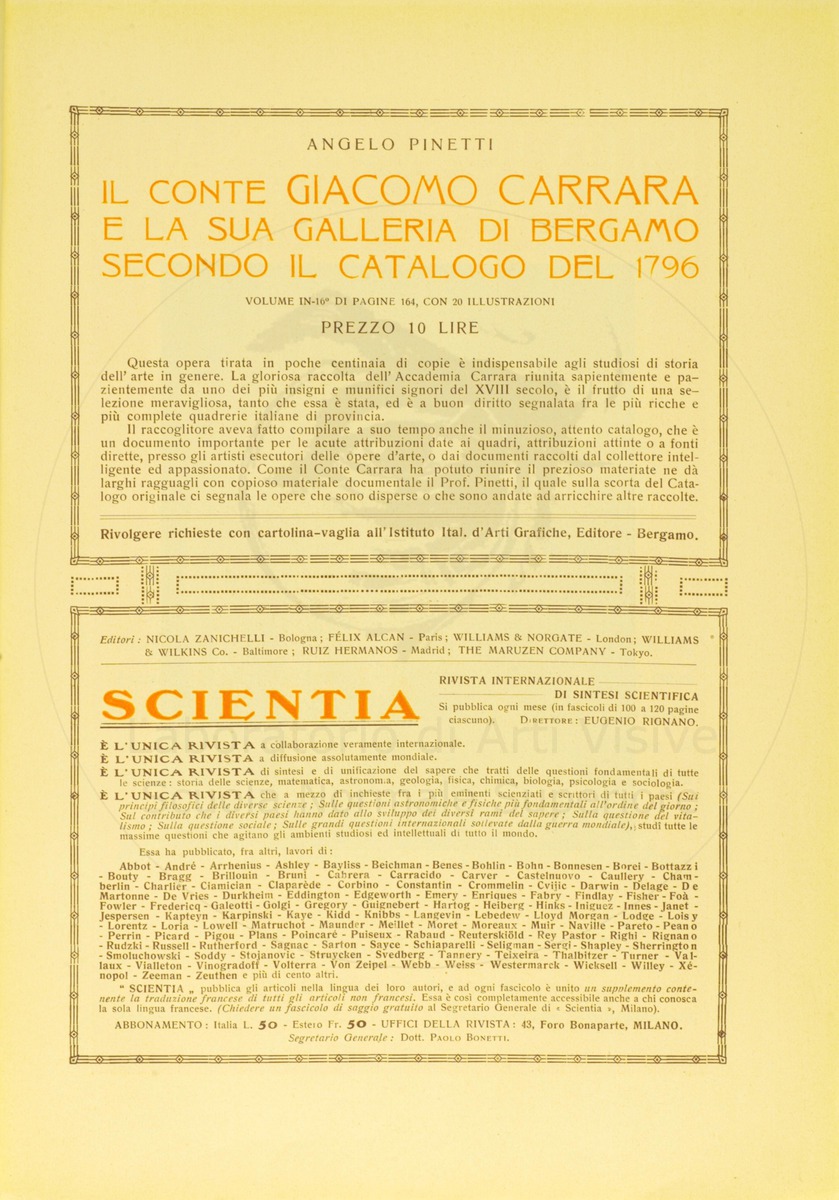 ANGELO PINETTI
IL CONTE GIACOMO CARRARA
E LA SUA GALLERIA DI BERGAMO
SECONDO IL CATALOGO DEL 1796
VOLUME IN-16° DI PAGINE 164, CON 20 ILLUSTRAZIONI
PREZZO 10 LIRE
Questa opera tirata in poche centinaia di copie è indispensabile agli studiosi di storia
dell'arte in genere. La gloriosa raccolta dell'Accademia Carrara riunita sapientemente e pa-
zientemente da uno dei più insigni e munifici signori del XVIII secolo, è il frutto di una se-
lezione meravigliosa, tanto che essa è stata, ed è a buon diritto segnalata fra le più ricche e
più complete quadrerie italiane di provincia.
Il raccoglitore aveva fatto compilare a suo tempo anche il minuzioso, attento catalogo, che è
un documento importante per le acute attribuzioni date ai quadri, attribuzioni attinte o a fonti
dirette, presso gli artisti esecutori delle opere d'arte, o dai documenti raccolti dal collettore intel-
ligente ed appassionato. Come il Conte Carrara ha potuto riunire il prezioso materiate ne dà
larghi ragguagli con copioso materiale documentale il Prof. Pinetti, il quale sulla scorta del Cata-
logo originale ci segnala le opere che sono disperse o che sono andate ad arricchire altre raccolte.
Rivolgere richieste con cartolina-vaglia all'Istituto Ital. d'Arti Grafiche, Editore - Bergamo.
Editori: NICOLA ZANICHELLI - Bologna; FÉLIX ALCAN - Paris; WILLIAMS & NORGATE - London; WILLIAMS
& WILKINS Co. - Baltimore; RUIZ HERMANOS - Madrid; THE MARUZEN COMPANY - Tokyo.
SCIENTIA
RIVISTA INTERNAZIONALE
DI SINTESI SCIENTIFICA
Si pubblica ogni mese (in fascicoli di 100 a 120 pagine
ciascuno). DIRETTORE: EUGENIO RIGNANO.
È L'UNICA RIVISTA a collaborazione veramente internazionale.
È L'UNICA RIVISTA a diffusione assolutamente mondiale.
È L'UNICA RIVISTA di sintesi e di unificazione del sapere che tratti delle questioni fondamentali di tutte
le scienze: storia delle scienze, matematica, astronomia, geologia, fisica, chimica, biologia, psicologia e sociologia.
È L'UNICA RIVISTA che a mezzo di inchieste fra i più eminenti scienziati e scrittori di tutti i paesi (Sui
principi filosofici delle diverse scienze; Sulle questioni astronomiche e fisiche più fondamentali all'ordine del giorno;
Sul contributo che i diversi paesi hanno dato allo sviluppo dei diversi rami del sapere; Sulla questione del vita-
lismo; Sulla questione sociale; Sulle grandi questioni internazionali sollevate dalla guerra mondiale), studi tutte le
massime questioni che agitano gli ambienti studiosi ed intellettuali di tutto il mondo.
Essa ha pubblicato, fra altri, lavori di:
Abbot - André - Arrhenius - Ashley - Bayliss - Beichman - Benes - Bohlin - Bohn - Bonnesen - Borel - Bottazzi
- Bouty - Bragg - Brillouin - Bruni - Cabrera - Carracido - Carver - Castelnuovo - Caullery - Cham-
berlin - Charlier - Ciamician - Claparède - Corbino - Constantin - Crommelin - Cvijic - Darwin - Delage - De
Martonne - De Vries - Durkheim - Eddington - Edgeworth - Emery - Enriques - Fabry - Findlay - Fisher - Foà -
Fowler - Fredericq - Galeotti - Golgi - Gregory - Guignebert - Hartog - Heiberg - Hinks - Iniguez - Innes - Janet -
Jespersen - Kapteyn - Karpinski - Kaye - Kidd - Knibbs - Langevin - Lebedew - Lloyd Morgan - Lodge - Loisy
- Lorentz - Loria - Lowell - Matruchot - Maunder - Meillet - Moret - Moreaux - Muir - Naville - Pareto - Peano
- Perrin - Picard - Pigou - Plans - Poincaré - Puiseux - Rabaud - Reuterskiöld - Rey Pastor - Righi - Rignano
- Rudzki - Russell - Rutherford - Sagnac - Sarton - Sayce - Schiaparelli - Seligman - Sergi - Shapley - Sherrington
- Smoluchowski - Soddy - Stojanovic - Struycken - Svedberg - Tannery - Teixeira - Thalbitzer - Turner - Val-
laux - Vialleton - Vinogradoff - Volterra - Von Zeipel - Webb - Weiss - Westermarck - Wicksell - Willey - Xé-
nopol - Zeeman - Zeuthen e più di cento altri.
“ SCIENTIA „ pubblica gli articoli nella lingua dei loro autori, e ad ogni fascicolo è unito un supplemento conte-
nente la traduzione francese di tutti gli articoli non francesi. Essa è così completamente accessibile anche a chi conosca
la sola lingua francese. (Chiedere un fascicolo di saggio gratuito al Segretario Generale di « Scientia », Milano).
ABBONAMENTO: Italia L. 50 - Estero Fr. 50 - UFFICI DELLA RIVISTA: 43, Foro Bonaparte, MILANO.
Segretario Generale: Dott. PAOLO BONETTI.